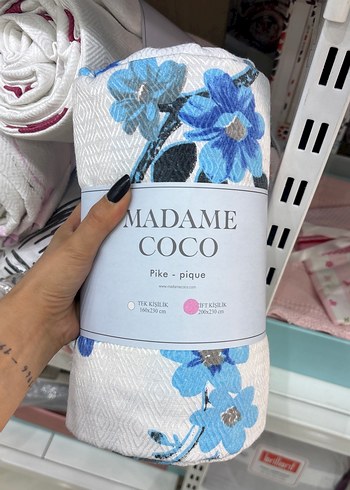 MADAME
COCO
Pike - pique
www.madamecoco.com
TEK KİŞİLİK
160x230 cm
ÇİFT KİŞİLİK
200x230 cm